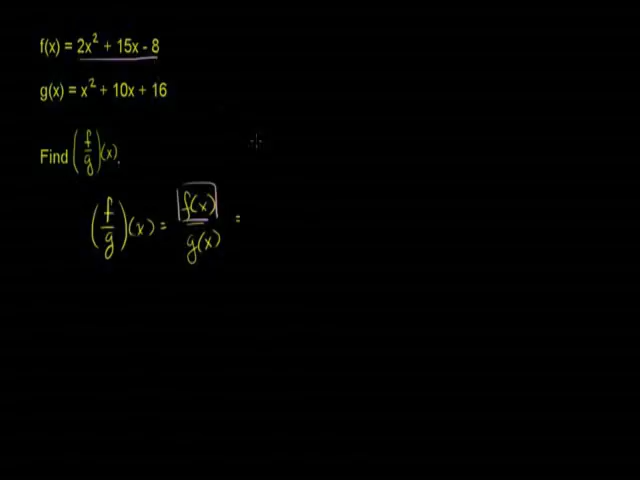 f(x) = 2x² + 15x - 8
g(x) = x² + 10x + 16
Find (f/g)(x).
(f/g)(x) = f(x)/g(x) =